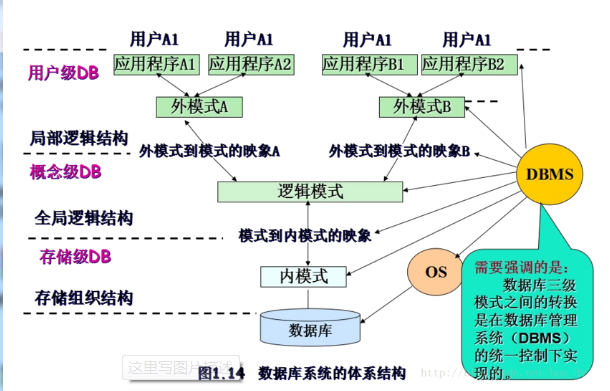 用户A1 用户A1 用户A1 用户A1
应用程序A1 应用程序A2 应用程序B1 应用程序B2
用户级DB
外模式A 外模式B
局部逻辑结构
外模式到模式的映象A 外模式到模式的映象B
概念级DB
DBMS
逻辑模式
全局逻辑结构
模式到内模式的映象
存储级DB
内模式
OS
存储组织结构
数据库
需要强调的是：
数据库三级
模式之间的转换
是在数据库管理
系统（DBMS）
的统一控制下实
现的。
这里写图片描述
图1.14 数据库系统的体系结构